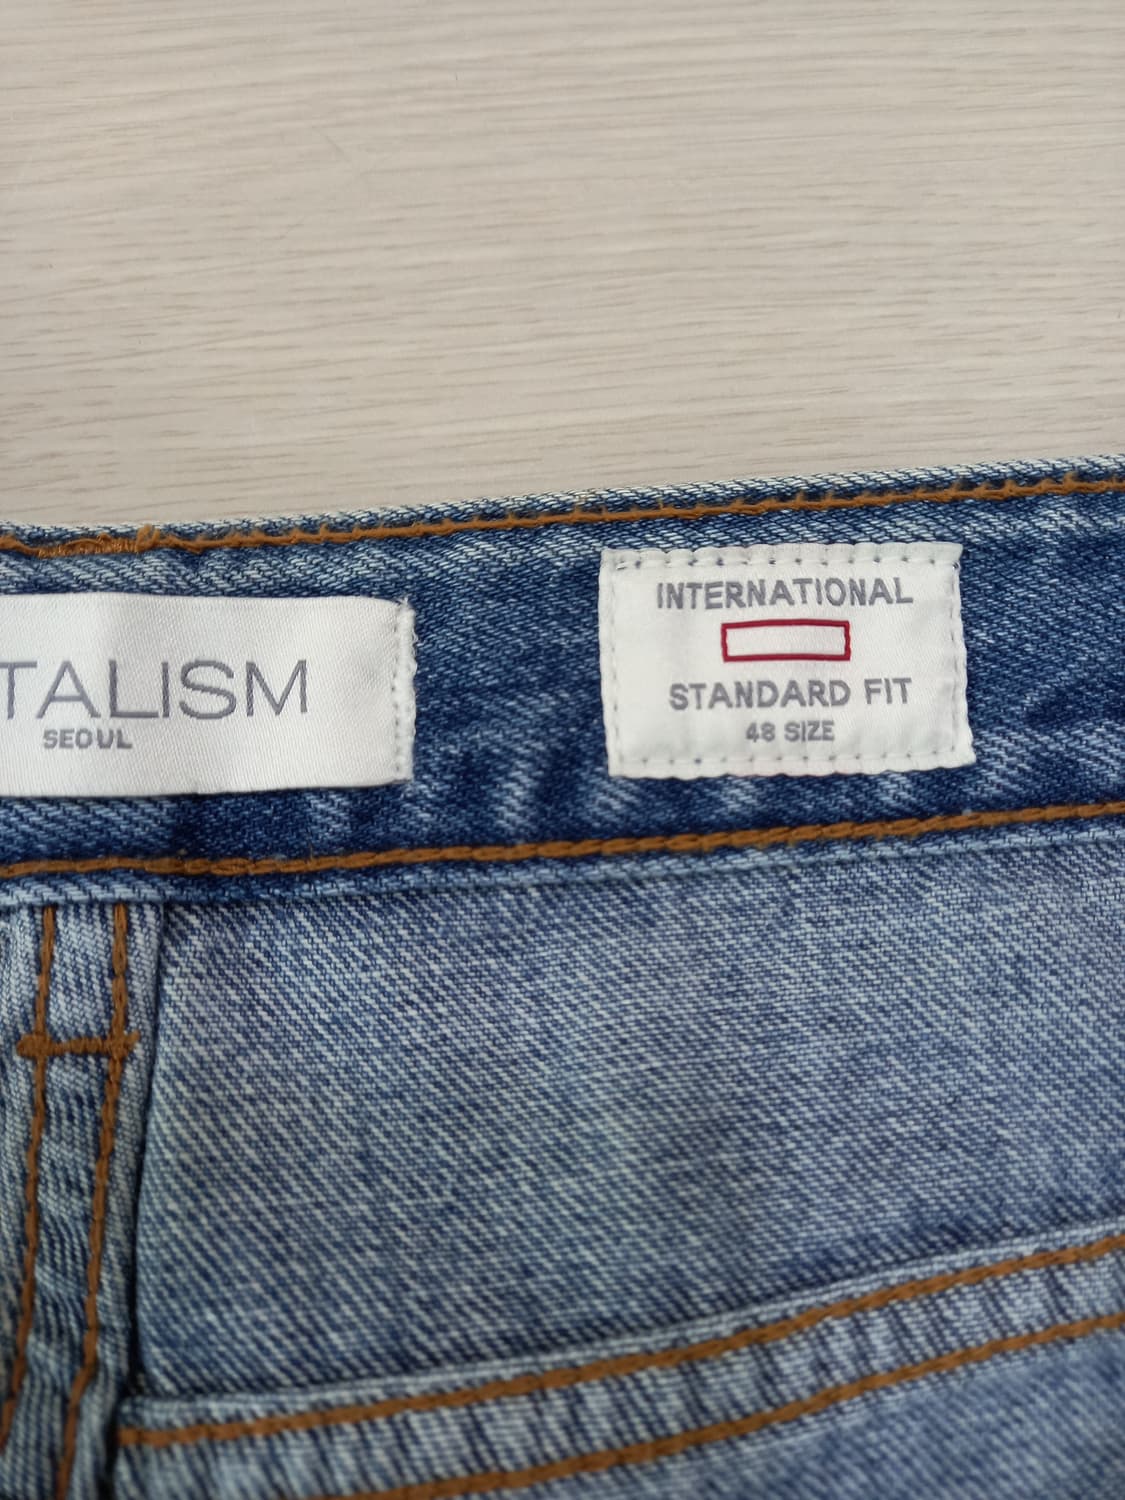 TALISM
SEOUL
INTERNATIONAL
STANDARD FIT
48 SIZE